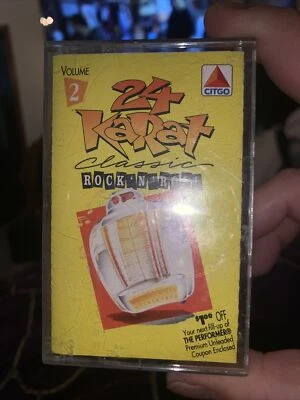 VOLUME
2
24
KaRat
Classic
ROCK 'N' ROLL
CITGO
$1.00 OFF
Your next Fill-up of
THE PERFORMER®
Premium Unleaded
Coupon Enclosed